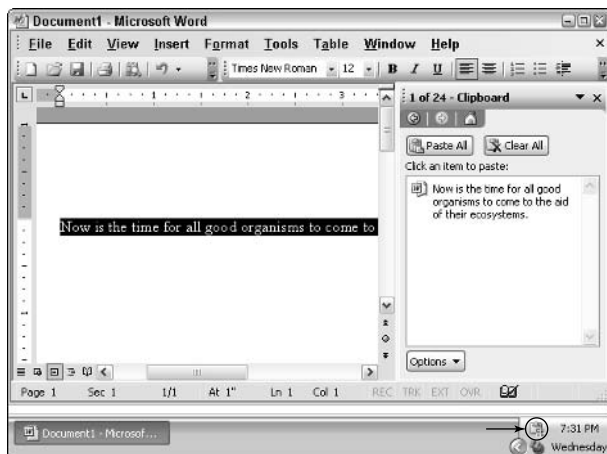 Document1 - Microsoft Word
File Edit View Insert Format Tools Table Window Help
Times New Roman 12 B I U
1 2 3
1 of 24 - Clipboard
Paste All Clear All
Click an item to paste:
Now is the time for all good
organisms to come to the aid
of their ecosystems.
Now is the time for all good organisms to come to
Options
Page 1 Sec 1 1/1 At 1" Ln 1 Col 1 REC TRK EXT OVR
Document1 - Microsof... 7:31 PM
Wednesday